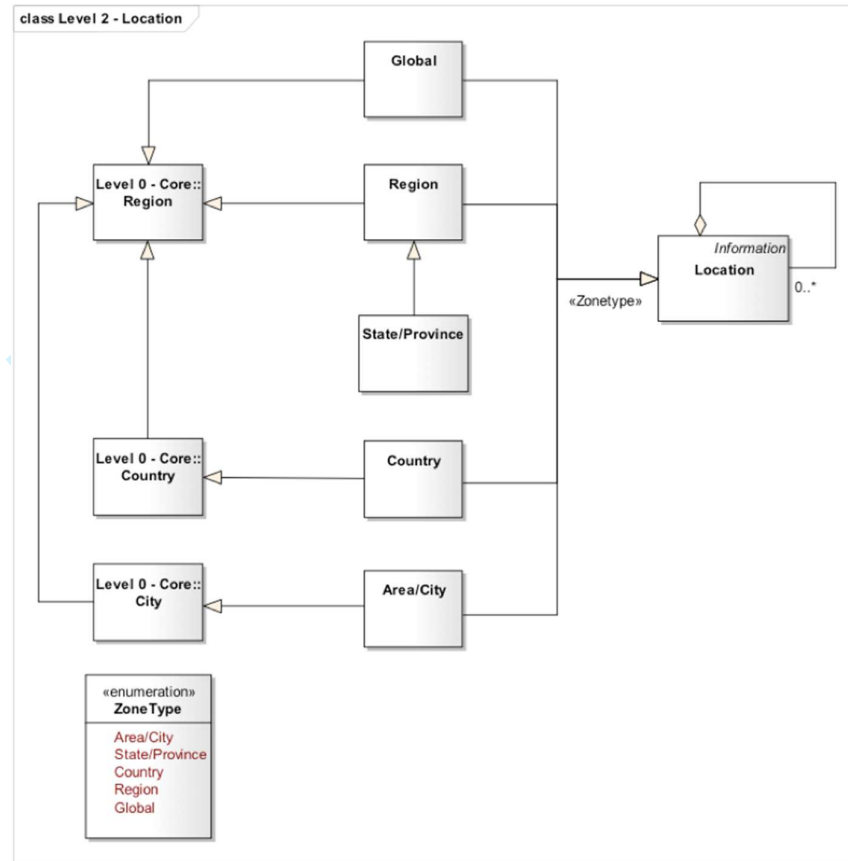 class Level 2 - Location
Global
Level 0 - Core::
Region
Region
Information
Location
0..*
«Zonetype»
State/Province
Level 0 - Core::
Country
Country
Level 0 - Core::
City
Area/City
«enumeration»
ZoneType
Area/City
State/Province
Country
Region
Global